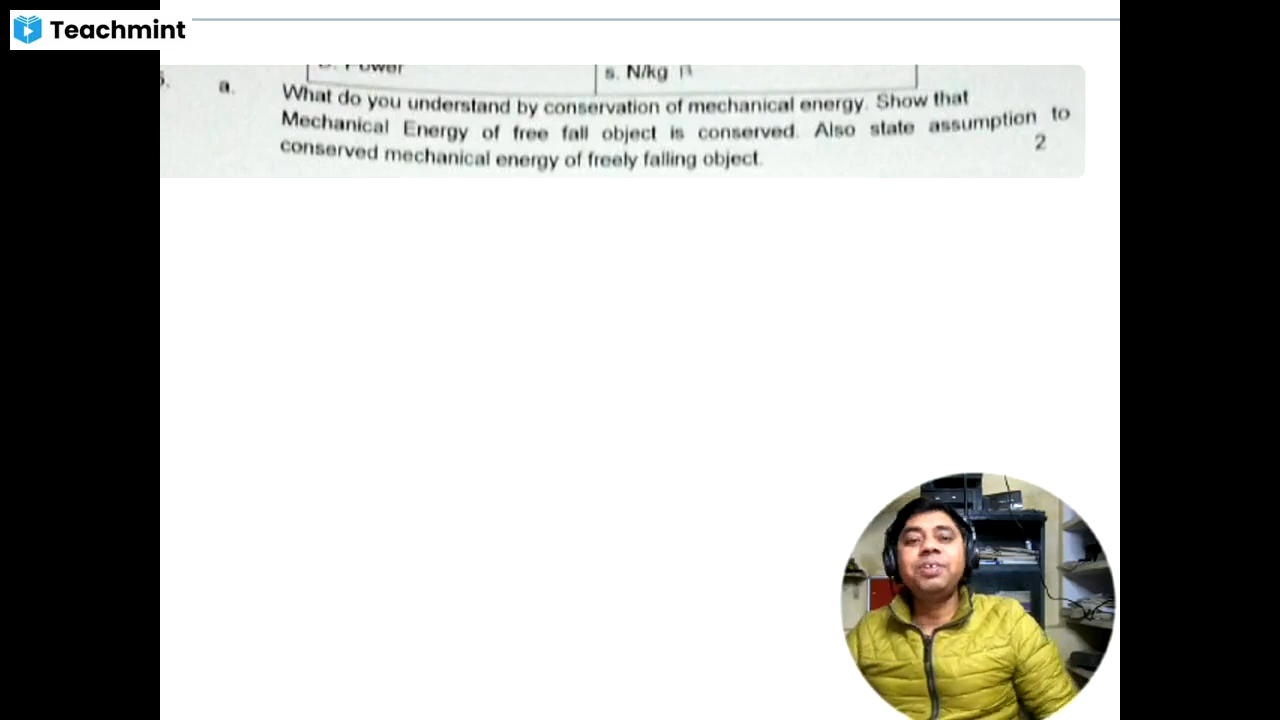 Teachmint
Power
s. N/kg
a.
What do you understand by conservation of mechanical energy. Show that
Mechanical Energy of free fall object is conserved. Also state assumption to
conserved mechanical energy of freely falling object.
2